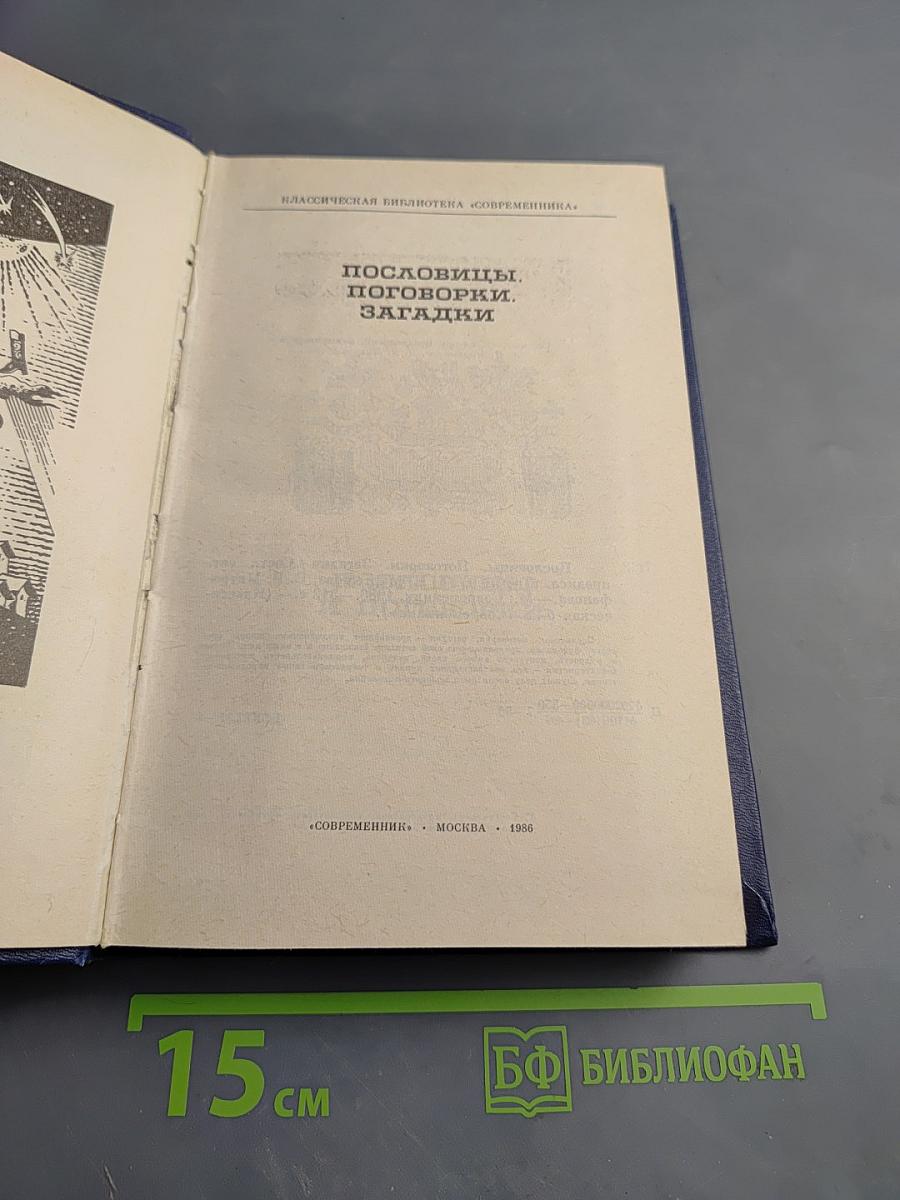 КЛАССИЧЕСКАЯ БИБЛИОТЕКА «СОВРЕМЕННИКА»
ПОСЛОВИЦЫ.
ПОГОВОРКИ.
ЗАГАДКИ
«СОВРЕМЕННИК» · МОСКВА · 1986
15 см
БФ БИБЛИОФАН